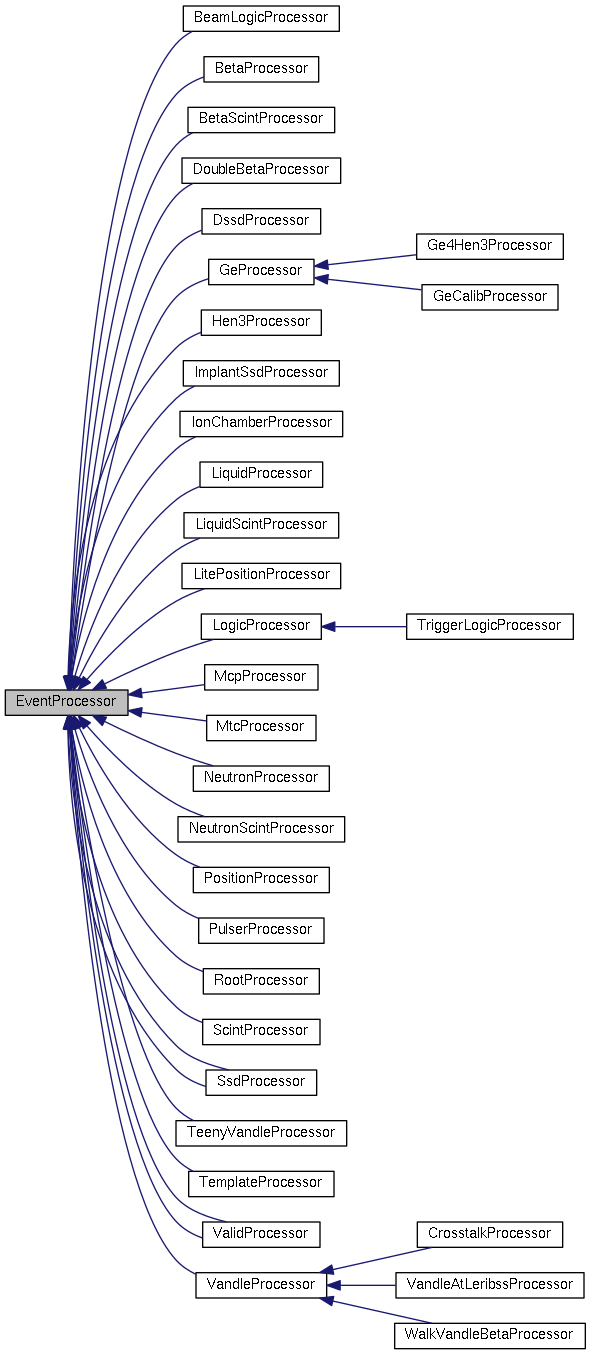 BeamLogicProcessor
BetaProcessor
BetaScintProcessor
DoubleBetaProcessor
DssdProcessor
Ge4Hen3Processor
GeProcessor
GeCalibProcessor
Hen3Processor
ImplantSsdProcessor
IonChamberProcessor
LiquidProcessor
LiquidScintProcessor
LitePositionProcessor
LogicProcessor
TriggerLogicProcessor
McpProcessor
EventProcessor
MtcProcessor
NeutronProcessor
NeutronScintProcessor
PositionProcessor
PulserProcessor
RootProcessor
ScintProcessor
SsdProcessor
TeenyVandleProcessor
TemplateProcessor
ValidProcessor
CrosstalkProcessor
VandleProcessor
VandleAtLeribssProcessor
WalkVandleBetaProcessor